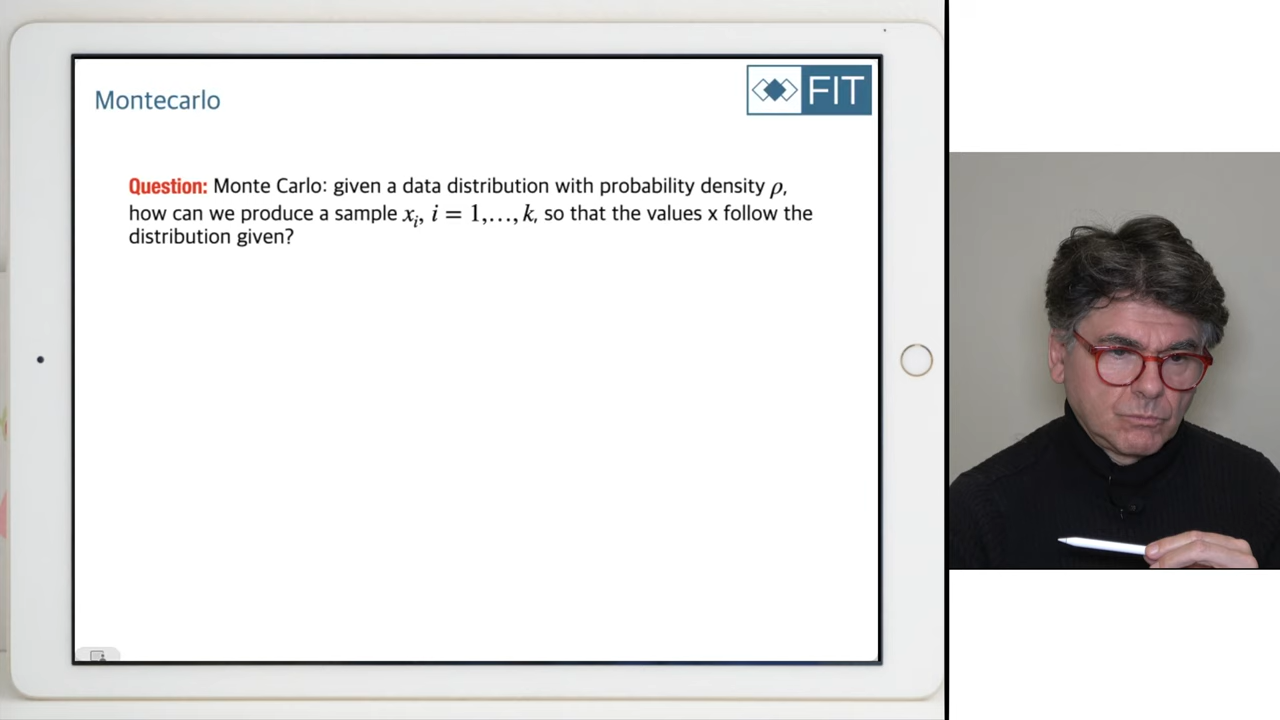 Montecarlo
FIT
Question: Monte Carlo: given a data distribution with probability density ρ,
how can we produce a sample xᵢ, i = 1,…,k, so that the values x follow the
distribution given?